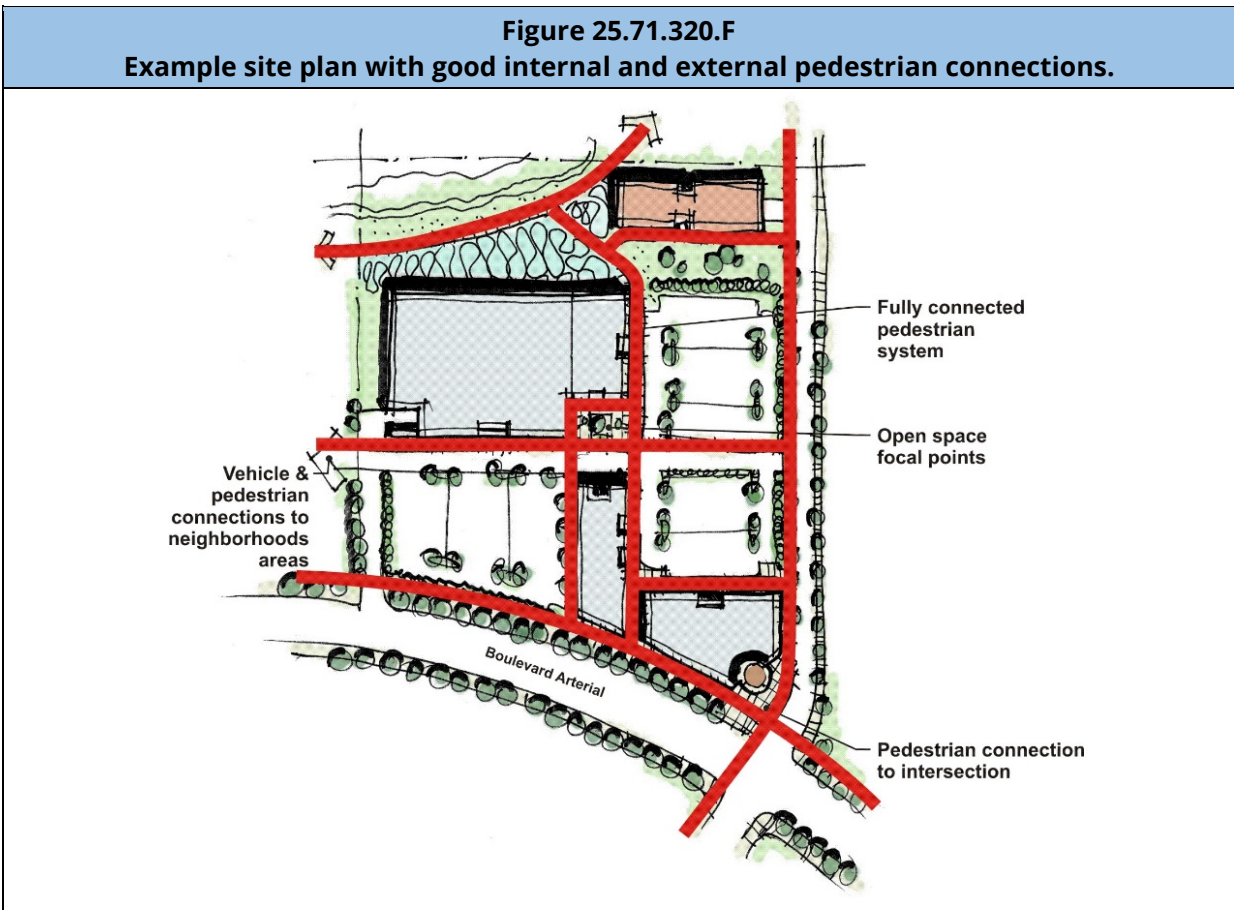 Figure 25.71.320.F
Example site plan with good internal and external pedestrian connections.
Fully connected
pedestrian
system
Open space
focal points
Vehicle &
pedestrian
connections to
neighborhoods
areas
Boulevard Arterial
Pedestrian connection
to intersection